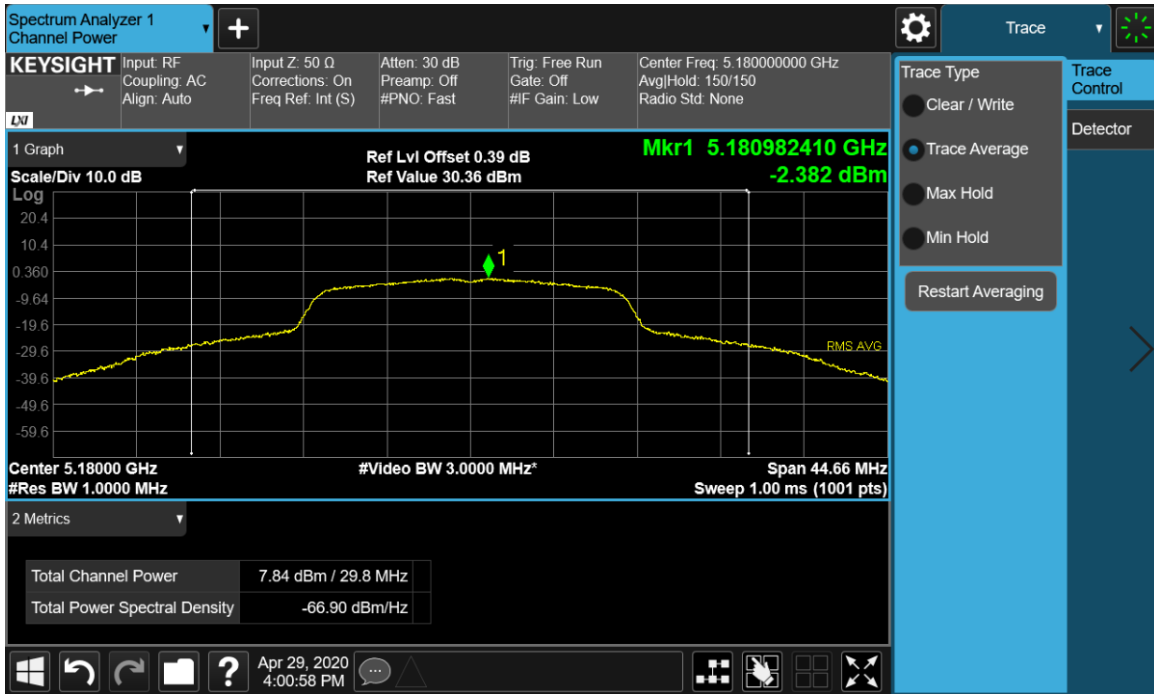 Spectrum Analyzer 1
Channel Power
+
Trace
KEYSIGHT
Input: RF
Coupling: AC
Align: Auto
Input Z: 50 Ω
Corrections: On
Freq Ref: Int (S)
Atten: 30 dB
Preamp: Off
#PNO: Fast
Trig: Free Run
Gate: Off
#IF Gain: Low
Center Freq: 5.180000000 GHz
Avg|Hold: 150/150
Radio Std: None
LXI
1 Graph
Scale/Div 10.0 dB
Ref Lvl Offset 0.39 dB
Ref Value 30.36 dBm
Mkr1 5.180982410 GHz
-2.382 dBm
Log
20.4
10.4
0.360
-9.64
-19.6
-29.6
-39.6
-49.6
-59.6
1
RMS AVG
Center 5.18000 GHz
#Video BW 3.0000 MHz*
Span 44.66 MHz
#Res BW 1.0000 MHz
Sweep 1.00 ms (1001 pts)
2 Metrics
Total Channel Power 7.84 dBm / 29.8 MHz
Total Power Spectral Density -66.90 dBm/Hz
Trace Type
Clear / Write
Trace Average
Max Hold
Min Hold
Restart Averaging
Trace
Control
Detector
?
Apr 29, 2020
4:00:58 PM